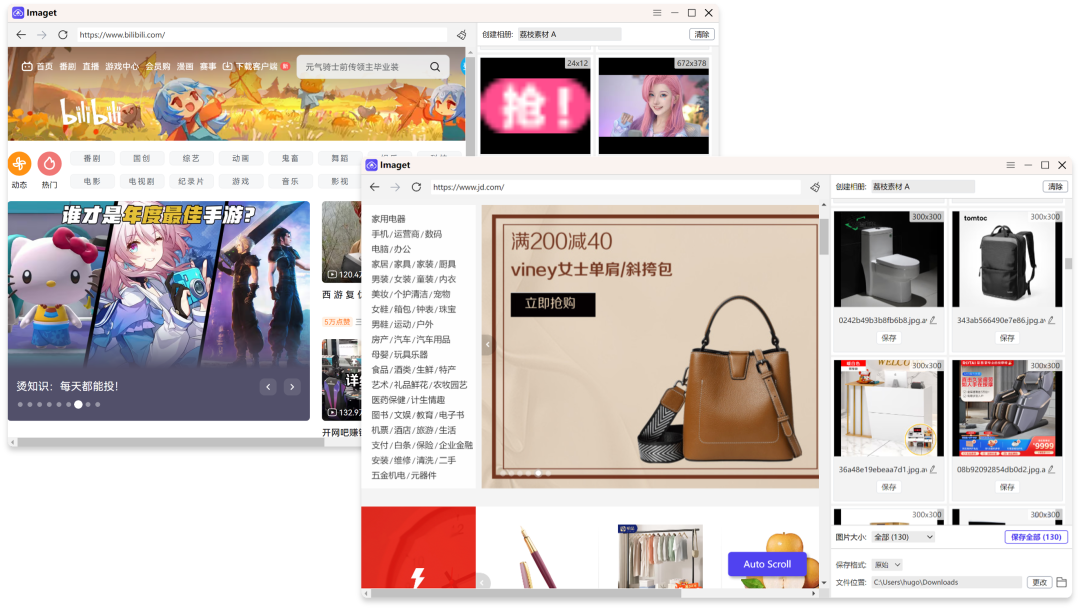 Imaget
https://www.bilibili.com/
首页 番剧 直播 游戏中心 会员购 漫画 赛事 下载客户端
元气骑士前传领主毕业装
bilibili
动态
热门
番剧 国创 综艺 动画 鬼畜 舞蹈
电影 电视剧 纪录片 游戏 音乐 影视
谁才是年度最佳手游?
烫知识：每天都能投!
120.4
5万点赞
132.9
开网吧赚
创建相册: 荔枝素材 A
清除
24x12
抢!
672x378
Imaget
https://www.jd.com/
家用电器
手机/运营商/数码
电脑/办公
家居/家具/家装/厨具
男装/女装/童装/内衣
美妆/个护清洁/宠物
女鞋/箱包/钟表/珠宝
男鞋/运动/户外
房产/汽车/汽车用品
母婴/玩具乐器
食品/酒类/生鲜/特产
艺术/礼品鲜花/农牧园艺
医药保健/计生情趣
图书/文娱/教育/电子书
机票/酒店/旅游/生活
支付/白条/保险/企业金融
安装/维修/清洗/二手
五金机电/元器件
满200减40
viney女士单肩/斜挎包
立即抢购
Auto Scroll
创建相册: 荔枝素材 A
清除
300x300
tomtoc
300x300
0242b49b3b8fb6b8.jpg.a
343ab566490e7e86.jpg.a
保存
保存
300x300
WELCO
300x300
¥9999
36a48e19ebeaa7d1.jpg.a
08b92092854db0d2.jpg.a
保存
保存
300x300
300x300
图片大小: 全部 (130)
保存全部 (130)
保存格式: 原始
文件位置: C:\Users\hugo\Downloads
更改